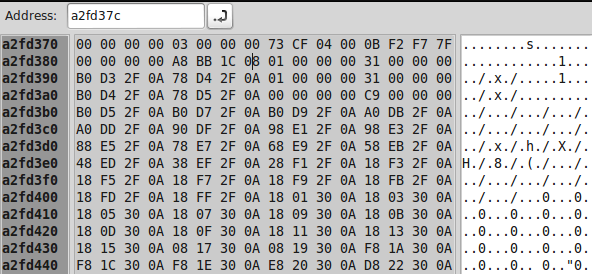 Address: a2fd37c
a2fd370 00 00 00 00 03 00 00 00 73 CF 04 00 0B F2 F7 7F ........s.......
a2fd380 00 00 00 00 A8 BB 1C 08 01 00 00 00 31 00 00 00 ............1...
a2fd390 B0 D3 2F 0A 78 D4 2F 0A 01 00 00 00 31 00 00 00 ../.x./.....1...
a2fd3a0 B0 D4 2F 0A 78 D5 2F 0A 00 00 00 00 C9 00 00 00 ../.x./.........
a2fd3b0 B0 D5 2F 0A B0 D7 2F 0A B0 D9 2F 0A A0 DB 2F 0A ../.../.../.../.
a2fd3c0 A0 DD 2F 0A 90 DF 2F 0A 98 E1 2F 0A 98 E3 2F 0A ../.../.../.../.
a2fd3d0 88 E5 2F 0A 78 E7 2F 0A 68 E9 2F 0A 58 EB 2F 0A ../.x./.h./.X./.
a2fd3e0 48 ED 2F 0A 38 EF 2F 0A 28 F1 2F 0A 18 F3 2F 0A H./.8./.(./.../.
a2fd3f0 18 F5 2F 0A 18 F7 2F 0A 18 F9 2F 0A 18 FB 2F 0A ../.../.../.../.
a2fd400 18 FD 2F 0A 18 FF 2F 0A 18 01 30 0A 18 03 30 0A ../.../...0...0.
a2fd410 18 05 30 0A 18 07 30 0A 18 09 30 0A 18 0B 30 0A ..0...0...0...0.
a2fd420 18 0D 30 0A 18 0F 30 0A 18 11 30 0A 18 13 30 0A ..0...0...0...0.
a2fd430 18 15 30 0A 08 17 30 0A 08 19 30 0A F8 1A 30 0A ..0...0...0...0.
a2fd440 F8 1C 30 0A F8 1E 30 0A E8 20 30 0A D8 22 30 0A ..0...0.. 0.."0.